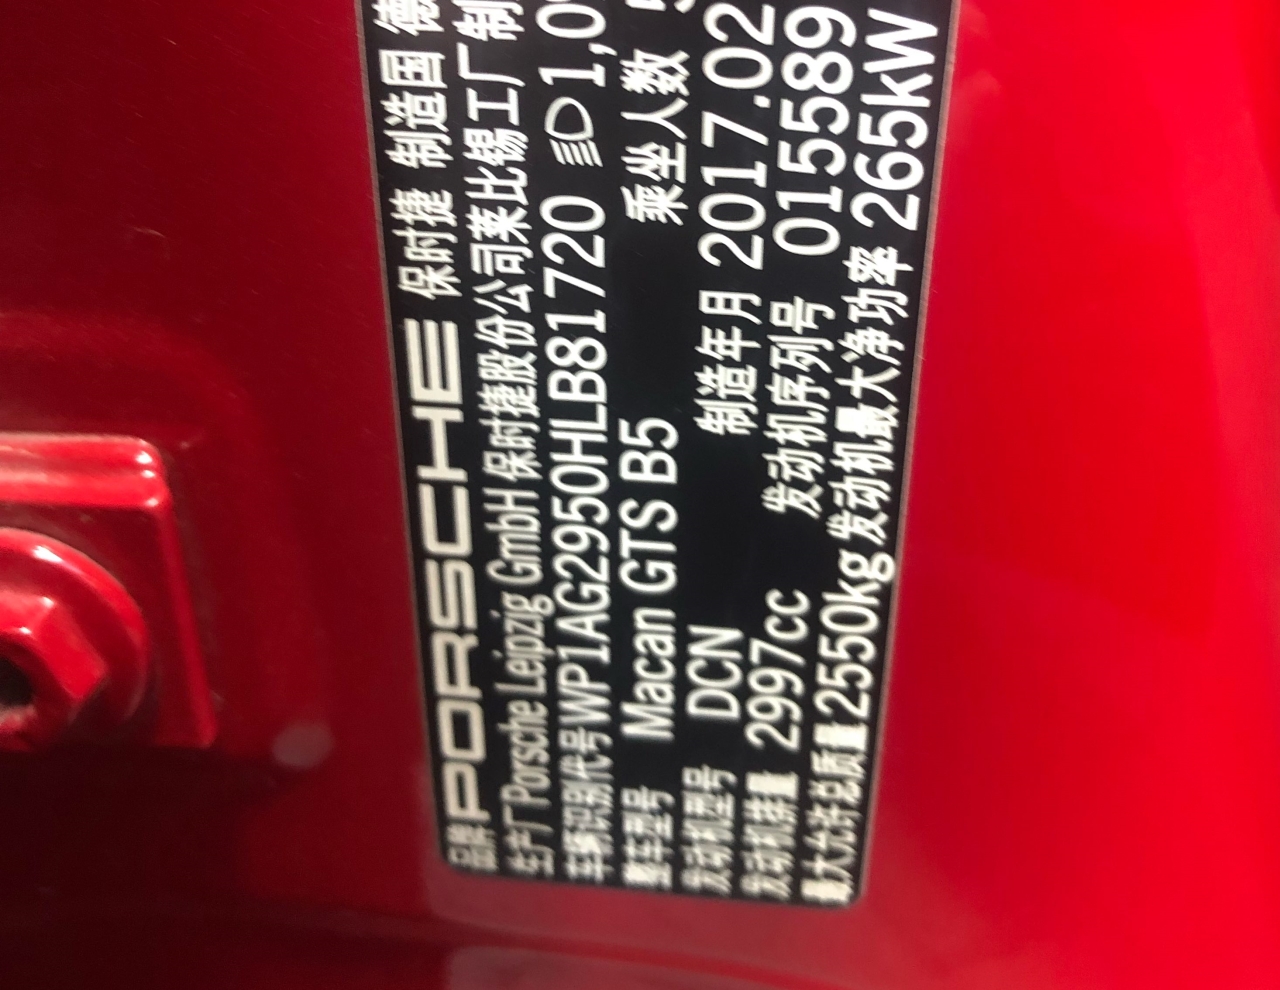 品牌 PORSCHE 保时捷 制造国 德
生产厂 Porsche Leipzig GmbH 保时捷股份公司莱比锡工厂 制
车辆识别代号 WP1AG2950HLB81720 1,0
整车型号 Macan GTS B5 乘坐人数
发动机型号 DCN 制造年月 2017.02
发动机排量 2997cc 发动机序列号 015589
最大允许总质量 2550kg 发动机最大净功率 265kW